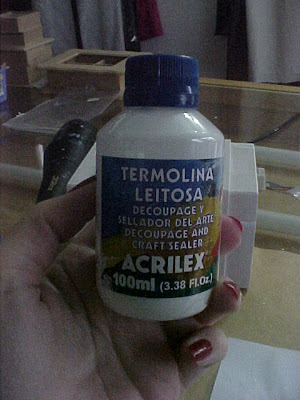 TERMOLINA
LEITOSA
DECOUPAGE Y
SELLADOR DEL ARTE
DECOUPAGE AND
CRAFT SEALER
ACRILEX
100ml (3.38 Fl.Oz.)